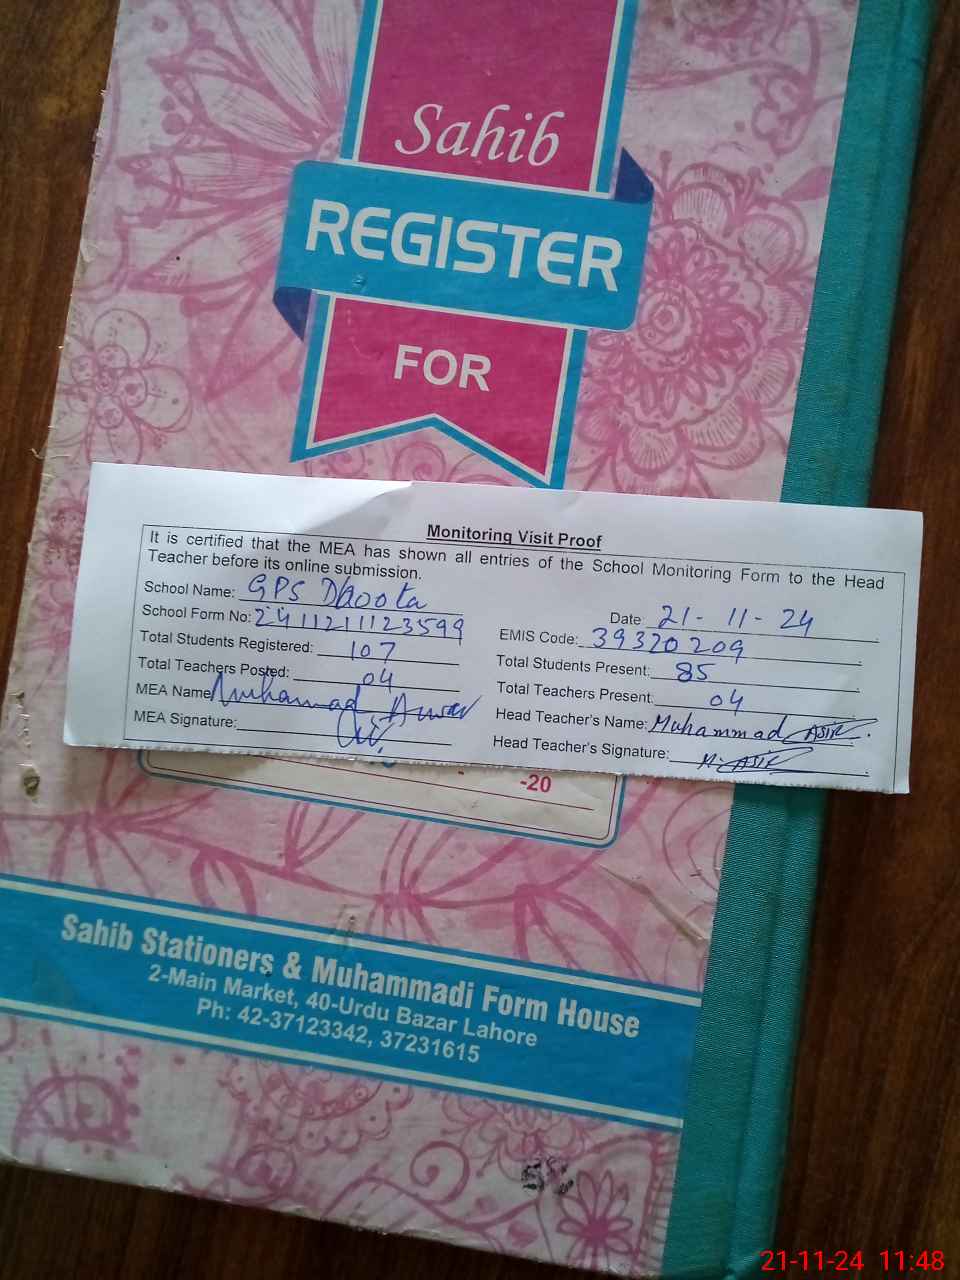 Sahib
REGISTER
FOR
Monitoring Visit Proof
It is certified that the MEA has shown all entries of the School Monitoring Form to the Head
Teacher before its online submission.
School Name: GPS Dhoota
Date: 21-11-24
School Form No: 2411211123599
EMIS Code: 39320209
Total Students Registered: 107
Total Students Present: 85
Total Teachers Posted: 04
Total Teachers Present: 04
MEA Name: Muhammad Anwar
Head Teacher's Name: Muhammad Asif.
MEA Signature:
Head Teacher's Signature: M. Asif
-20
Sahib Stationers & Muhammadi Form House
2-Main Market, 40-Urdu Bazar Lahore
Ph: 42-37123342, 37231615
21-11-24 11:48